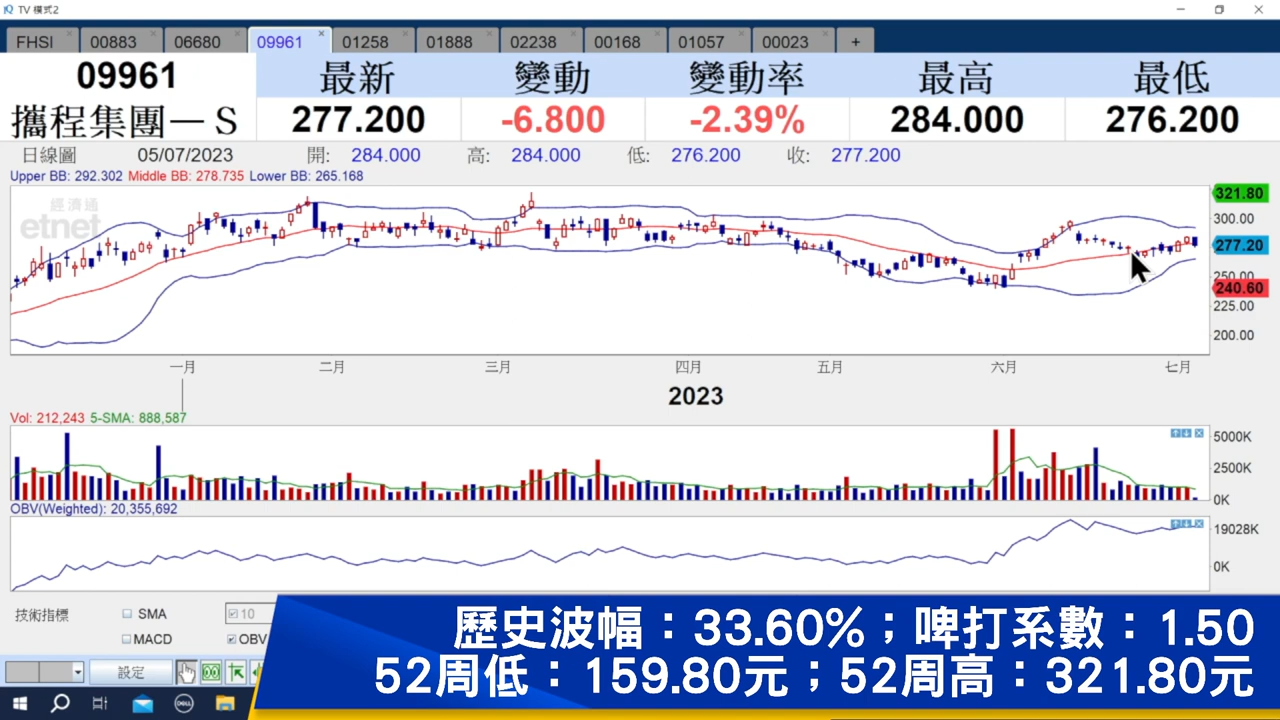 TV 模式2
FHSI 00883 06680 09961 01258 01888 02238 00168 01057 00023 +
09961 最新 變動 變動率 最高 最低
攜程集團－Ｓ 277.200 -6.800 -2.39% 284.000 276.200
日線圖 05/07/2023 開: 284.000 高: 284.000 低: 276.200 收: 277.200
Upper BB: 292.302 Middle BB: 278.735 Lower BB: 265.168
經濟通
etnet
321.80
300.00
277.20
250.00
240.60
225.00
200.00
一月 二月 三月 四月 五月 六月 七月
2023
Vol: 212,243 5-SMA: 888,587
5000K
2500K
0K
OBV(Weighted): 20,355,692
19028K
0K
技術指標 SMA 10
MACD OBV
設定
歷史波幅：33.60%；啤打系數：1.50
52周低：159.80元；52周高：321.80元
DELL